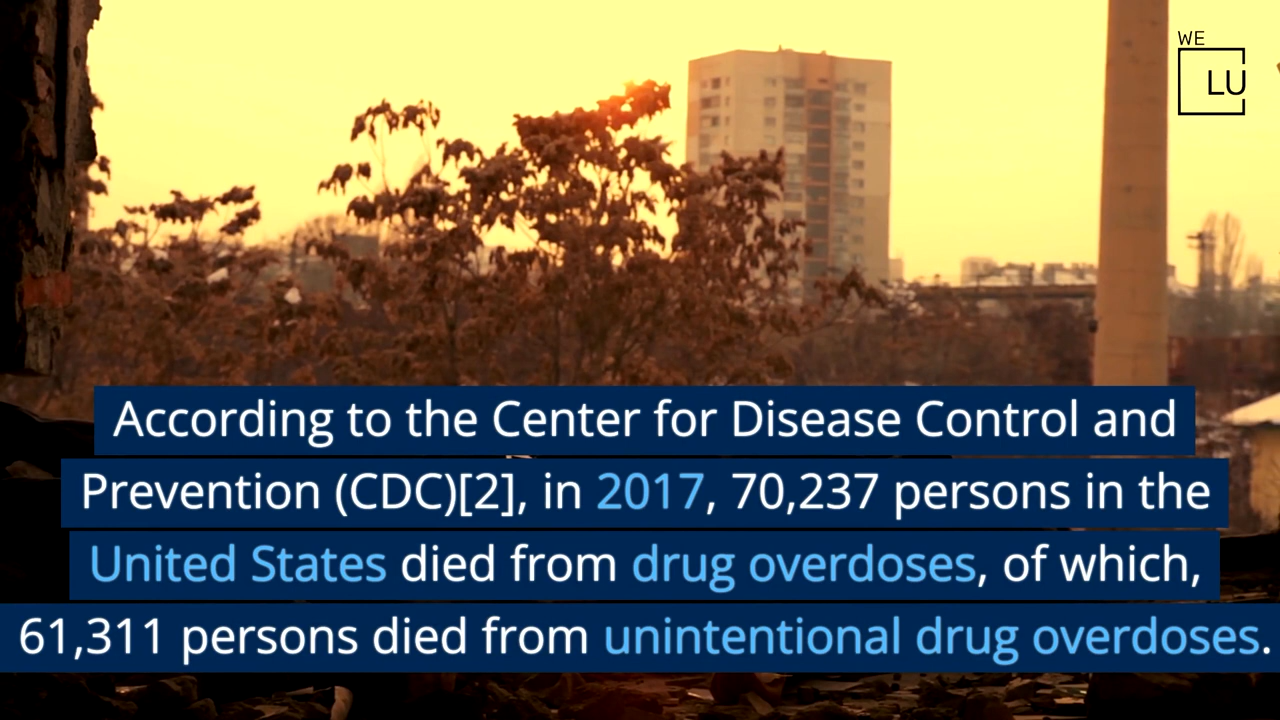 WE
LU
According to the Center for Disease Control and
Prevention (CDC)[2], in 2017, 70,237 persons in the
United States died from drug overdoses, of which,
61,311 persons died from unintentional drug overdoses.